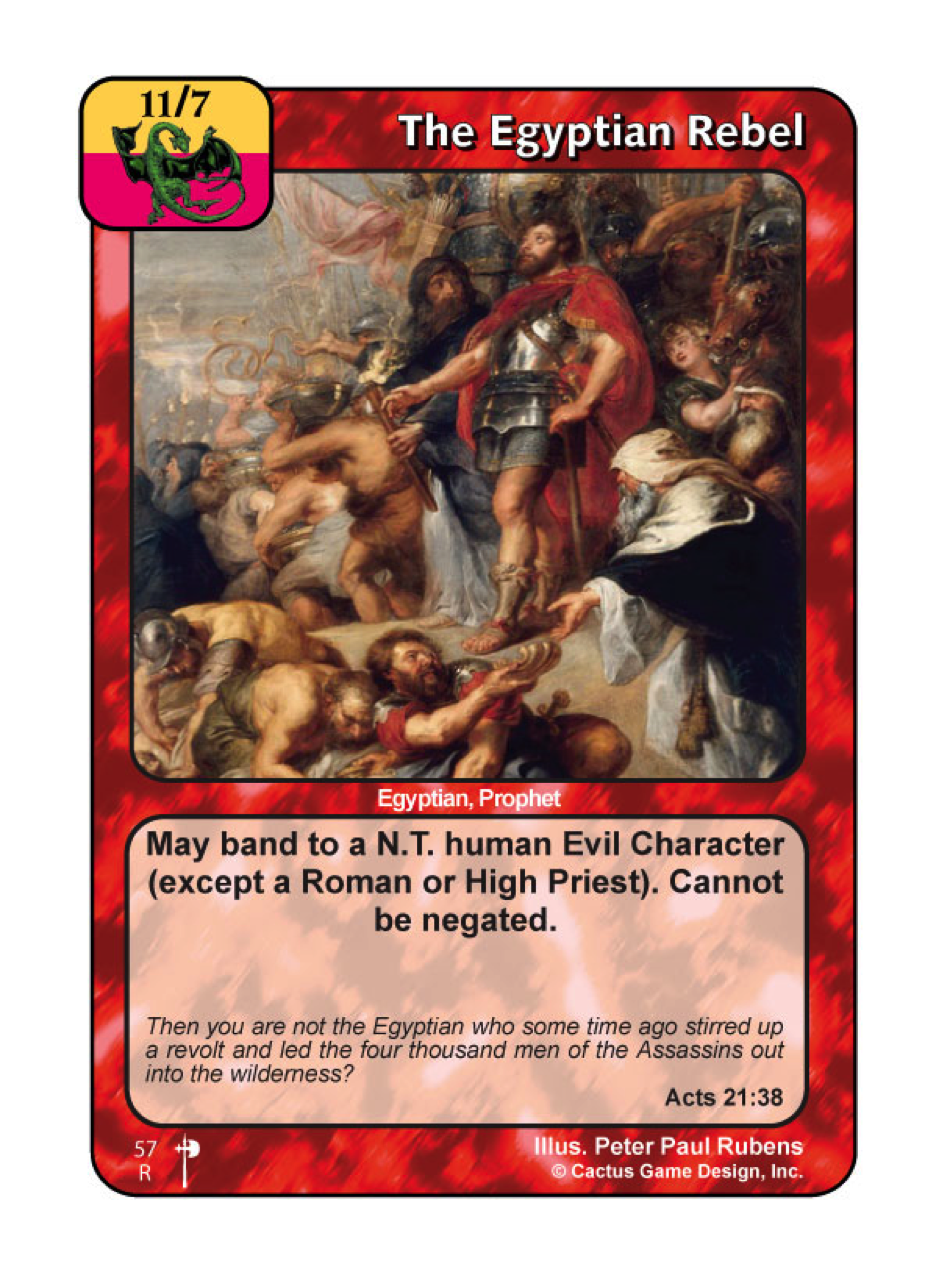 11/7
The Egyptian Rebel
Egyptian, Prophet
May band to a N.T. human Evil Character
(except a Roman or High Priest). Cannot
be negated.
Then you are not the Egyptian who some time ago stirred up
a revolt and led the four thousand men of the Assassins out
into the wilderness?
Acts 21:38
57
R
Illus. Peter Paul Rubens
© Cactus Game Design, Inc.